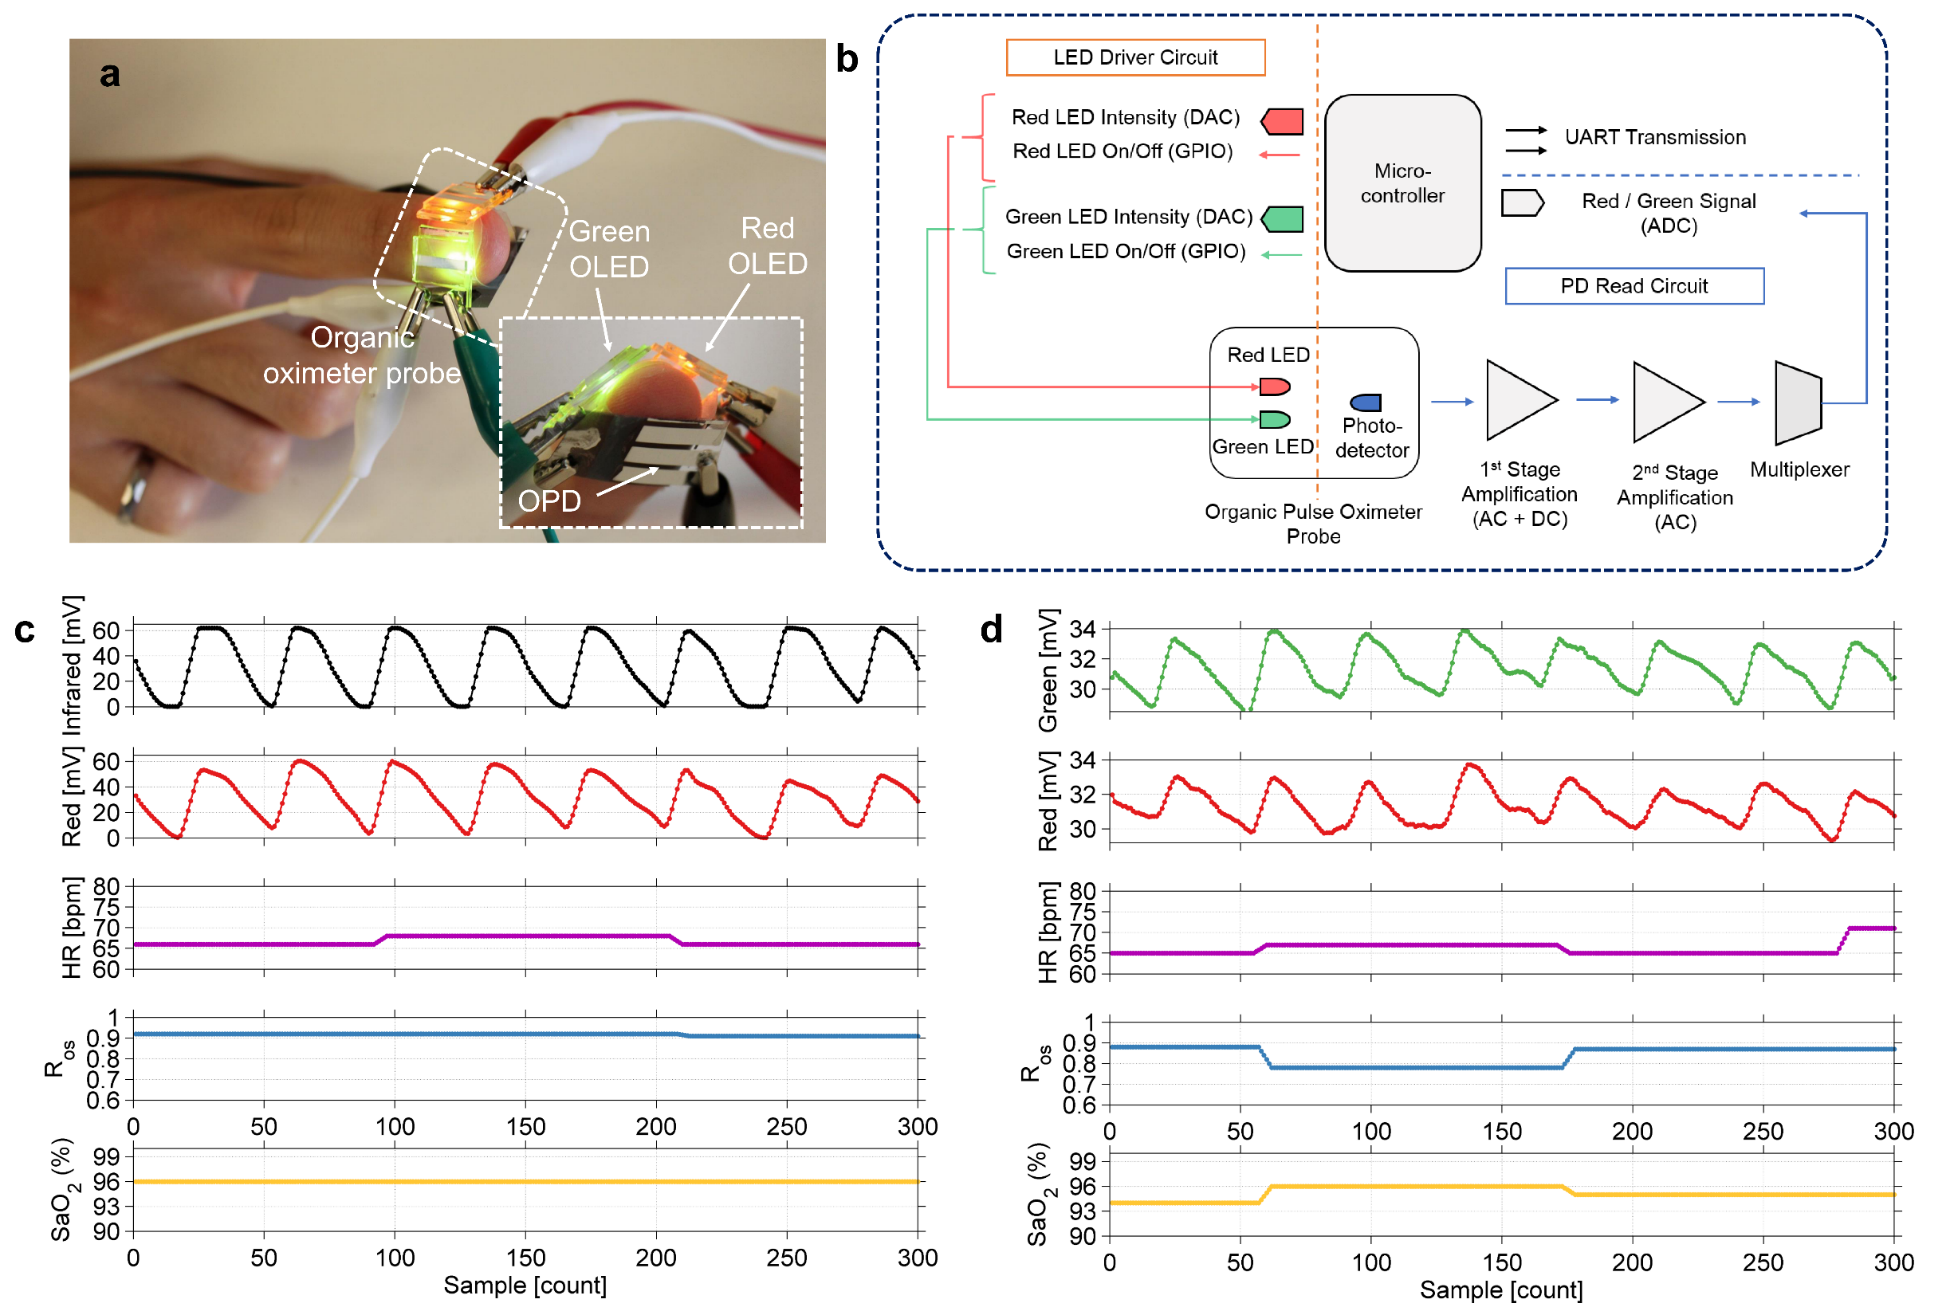 a
Green
OLED
Red
OLED
Organic
oximeter probe
OPD
b
LED Driver Circuit
Red LED Intensity (DAC)
Red LED On/Off (GPIO)
Green LED Intensity (DAC)
Green LED On/Off (GPIO)
Micro-
controller
UART Transmission
Red / Green Signal
(ADC)
PD Read Circuit
Red LED
Green LED
Photo-
detector
Organic Pulse Oximeter
Probe
1st Stage
Amplification
(AC + DC)
2nd Stage
Amplification
(AC)
Multiplexer
c
Infrared [mV]
60
40
20
0
Red [mV]
60
40
20
0
HR [bpm]
80
75
70
65
60
Ros
1
0.9
0.8
0.7
0.6
0 50 100 150 200 250 300
SaO2 (%)
99
96
93
90
0 50 100 150 200 250 300
Sample [count]
d
Green [mV]
34
32
30
Red [mV]
34
32
30
HR [bpm]
80
75
70
65
60
Ros
1
0.9
0.8
0.7
0.6
0 50 100 150 200 250 300
SaO2 (%)
99
96
93
90
0 50 100 150 200 250 300
Sample [count]